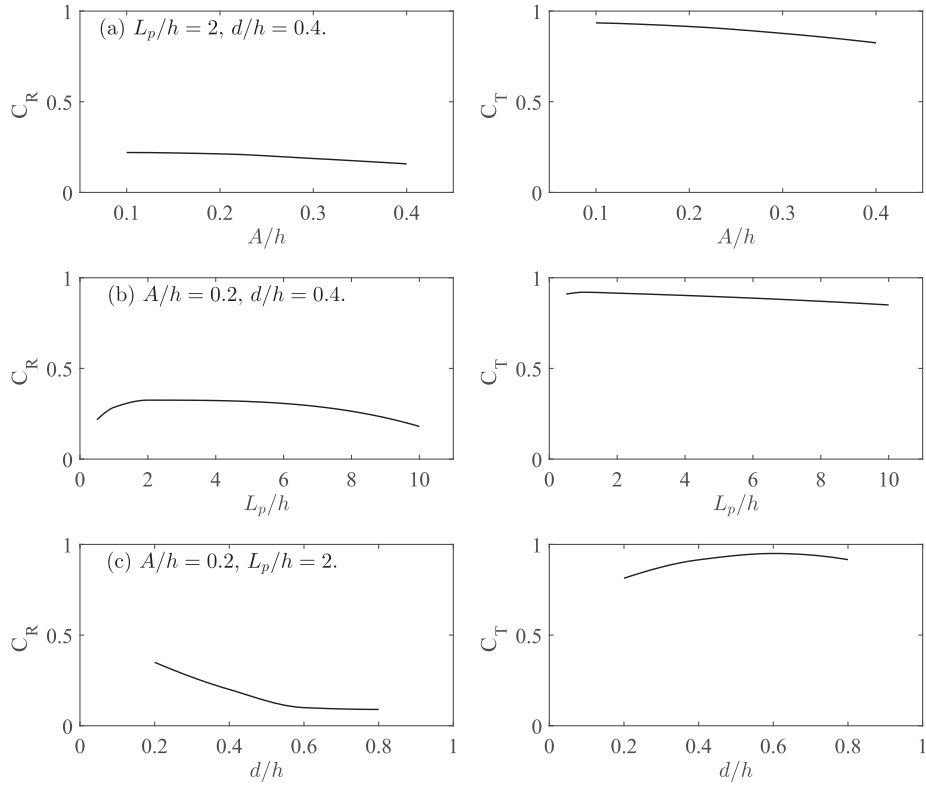 (a) L_p/h = 2, d/h = 0.4.
1
0.5
0
C_R
0.1 0.2 0.3 0.4
A/h
1
0.5
0
C_T
0.1 0.2 0.3 0.4
A/h
(b) A/h = 0.2, d/h = 0.4.
1
0.5
0
C_R
0 2 4 6 8 10
L_p/h
1
0.5
0
C_T
0 2 4 6 8 10
L_p/h
(c) A/h = 0.2, L_p/h = 2.
1
0.5
0
C_R
0 0.2 0.4 0.6 0.8 1
d/h
1
0.5
0
C_T
0 0.2 0.4 0.6 0.8 1
d/h